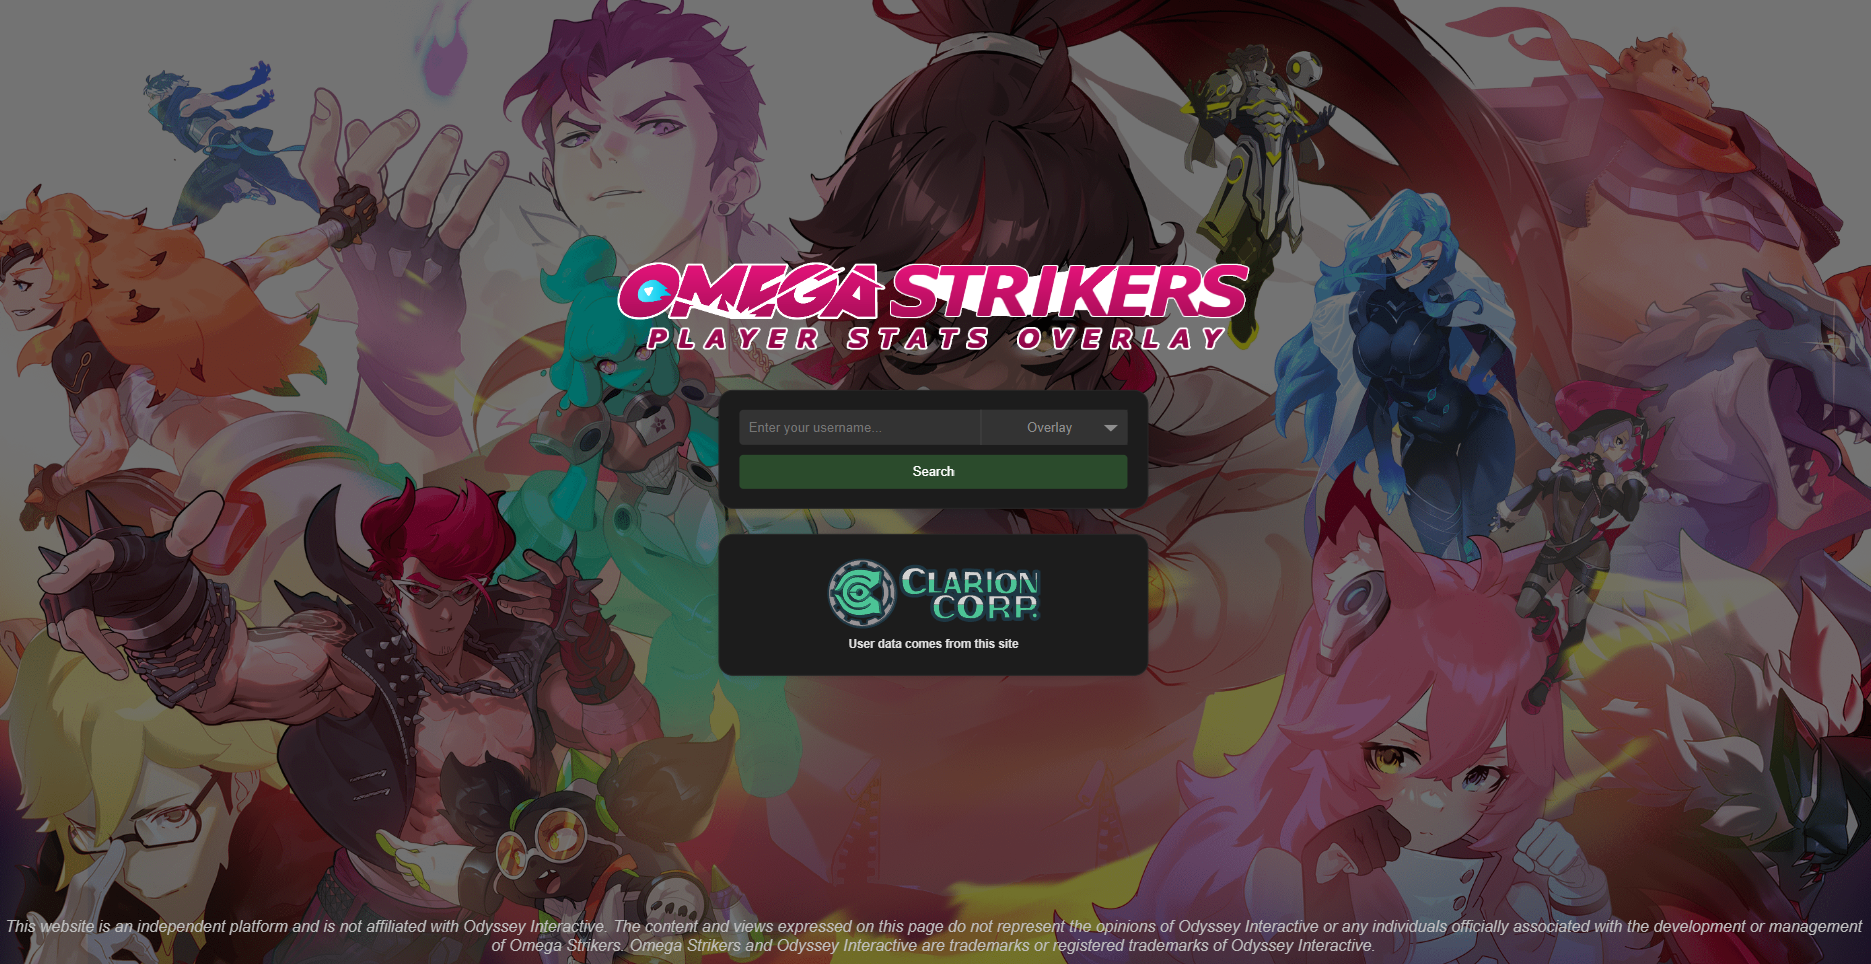 OMEGA STRIKERS
PLAYER STATS OVERLAY
Enter your username...
Overlay
Search
CLARION
CORP.
User data comes from this site
This website is an independent platform and is not affiliated with Odyssey Interactive. The content and views expressed on this page do not represent the opinions of Odyssey Interactive or any individuals officially associated with the development or management
of Omega Strikers. Omega Strikers and Odyssey Interactive are trademarks or registered trademarks of Odyssey Interactive.